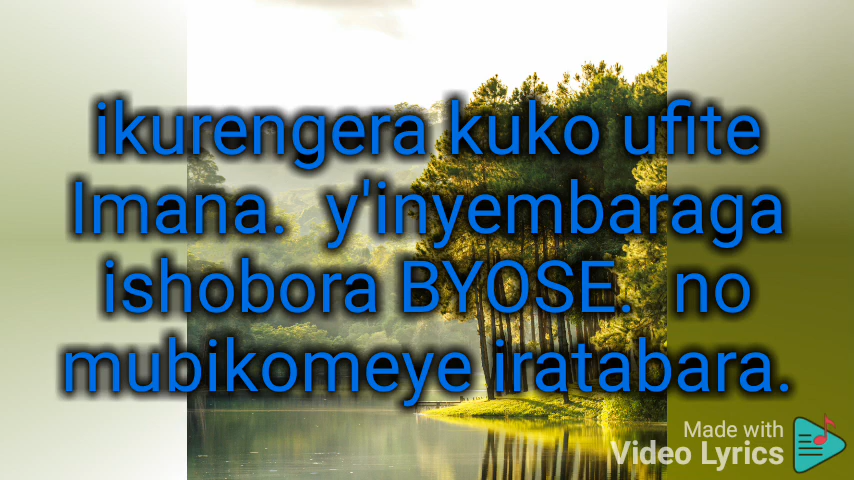 ikurengera kuko ufite
Imana. y'inyembaraga
ishobora BYOSE. no
mubikomeye iratabara.
Made with
Video Lyrics